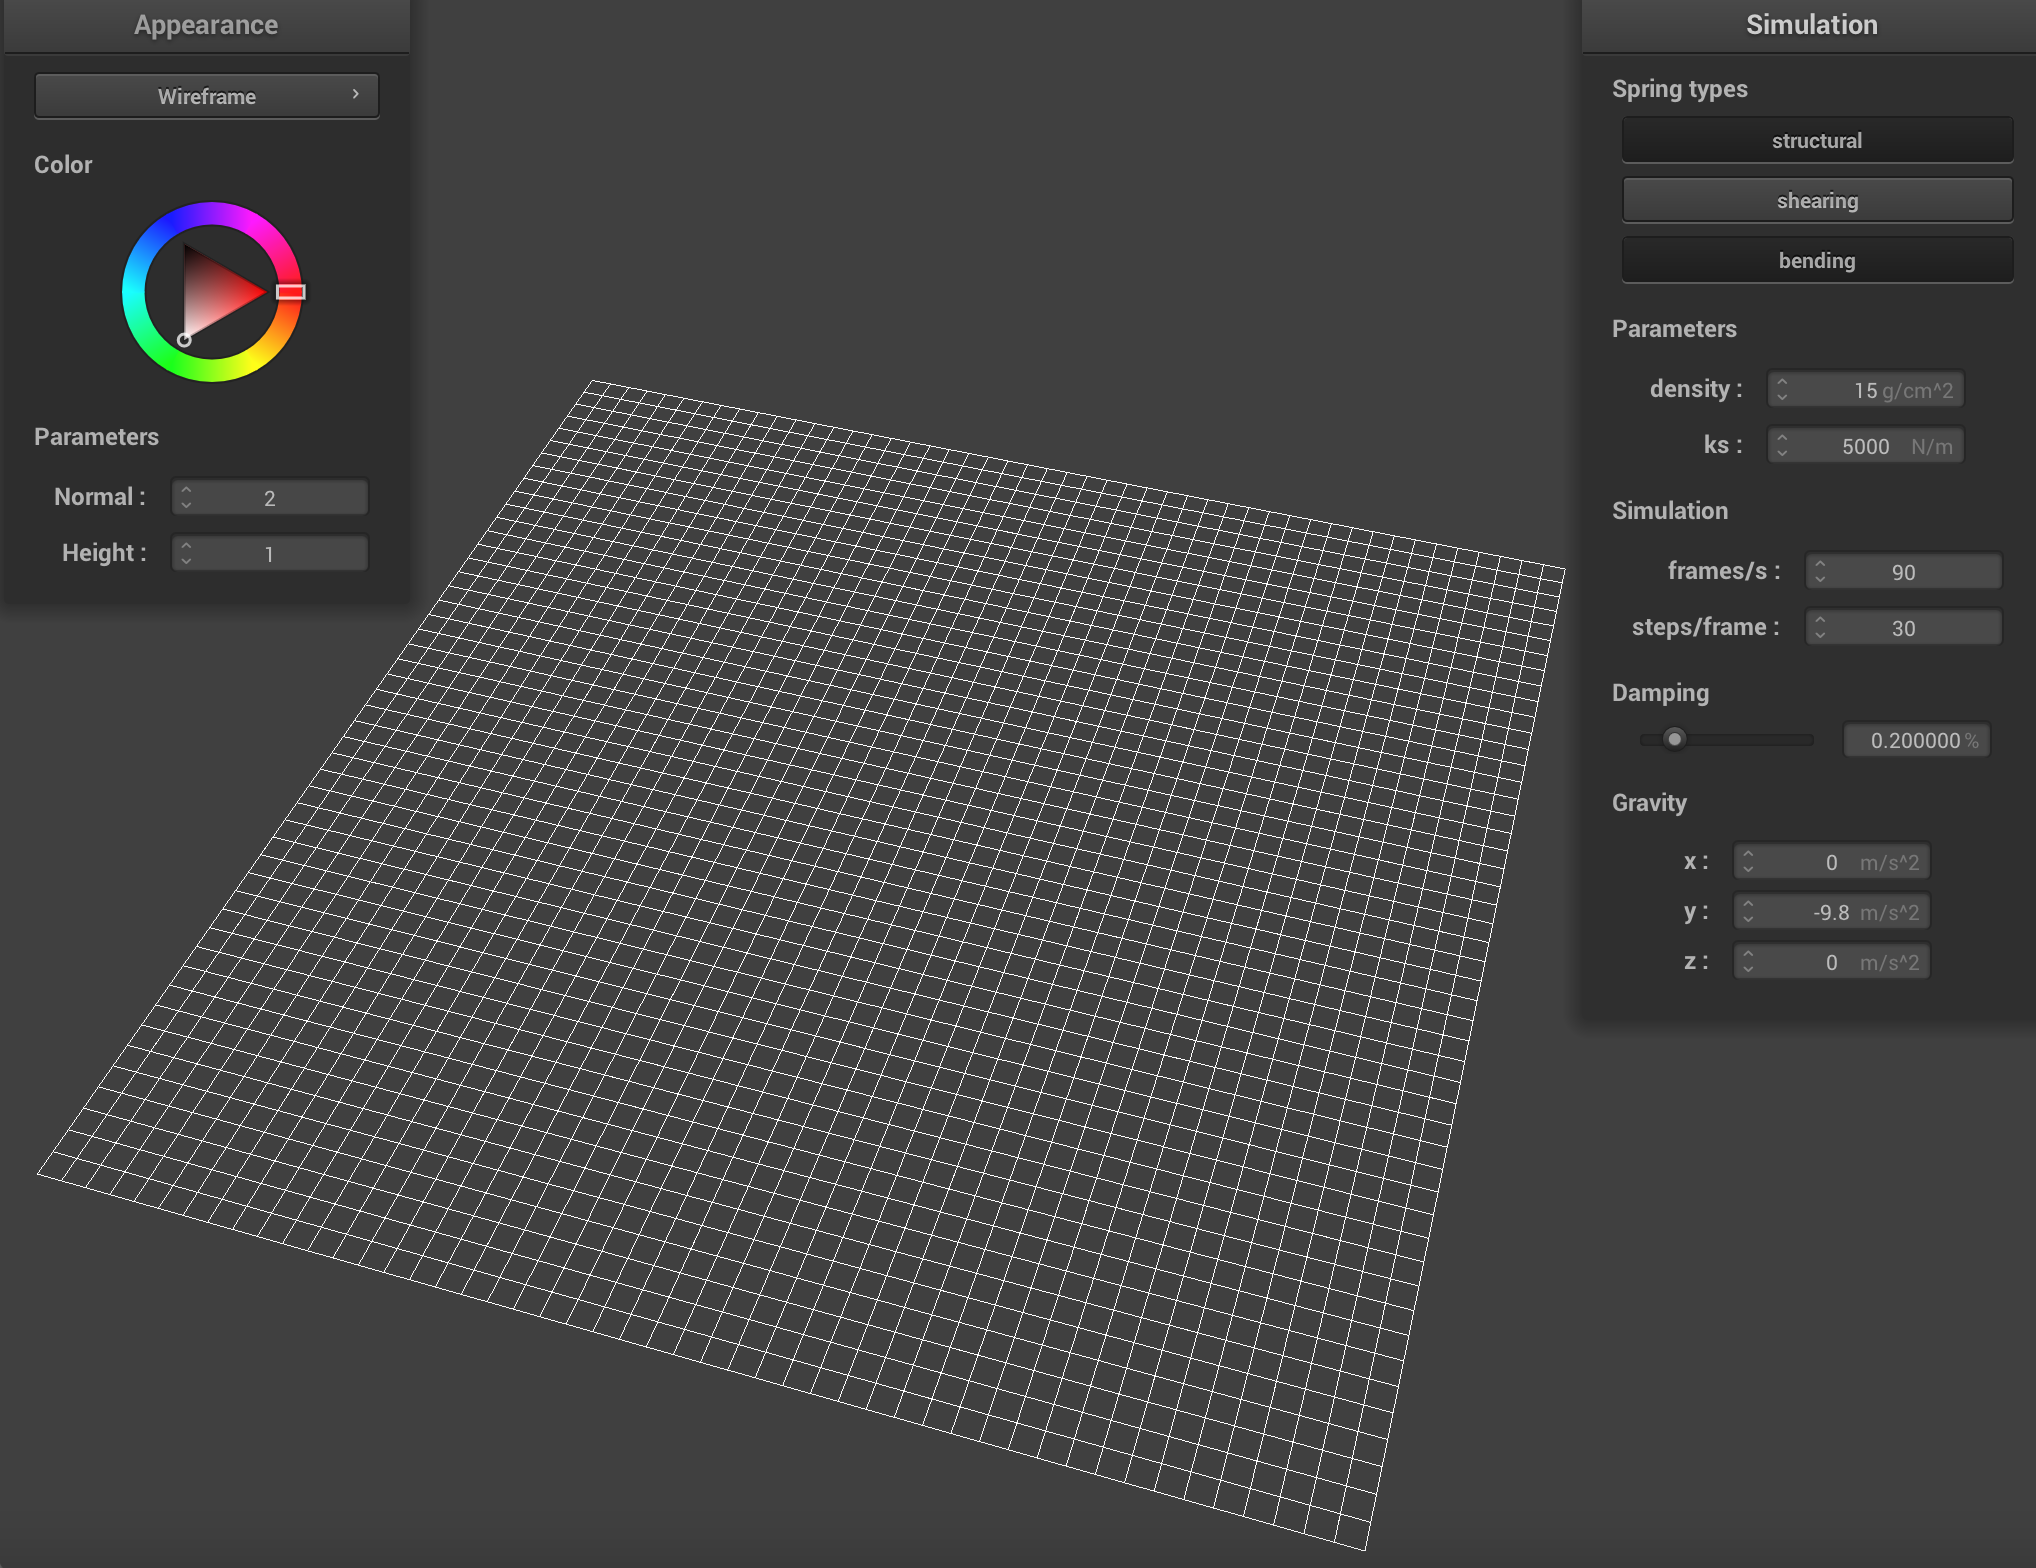 Appearance
Wireframe
Color
Parameters
Normal : 2
Height : 1
Simulation
Spring types
structural
shearing
bending
Parameters
density : 15 g/cm^2
ks : 5000 N/m
Simulation
frames/s : 90
steps/frame : 30
Damping
0.200000 %
Gravity
x : 0 m/s^2
y : -9.8 m/s^2
z : 0 m/s^2